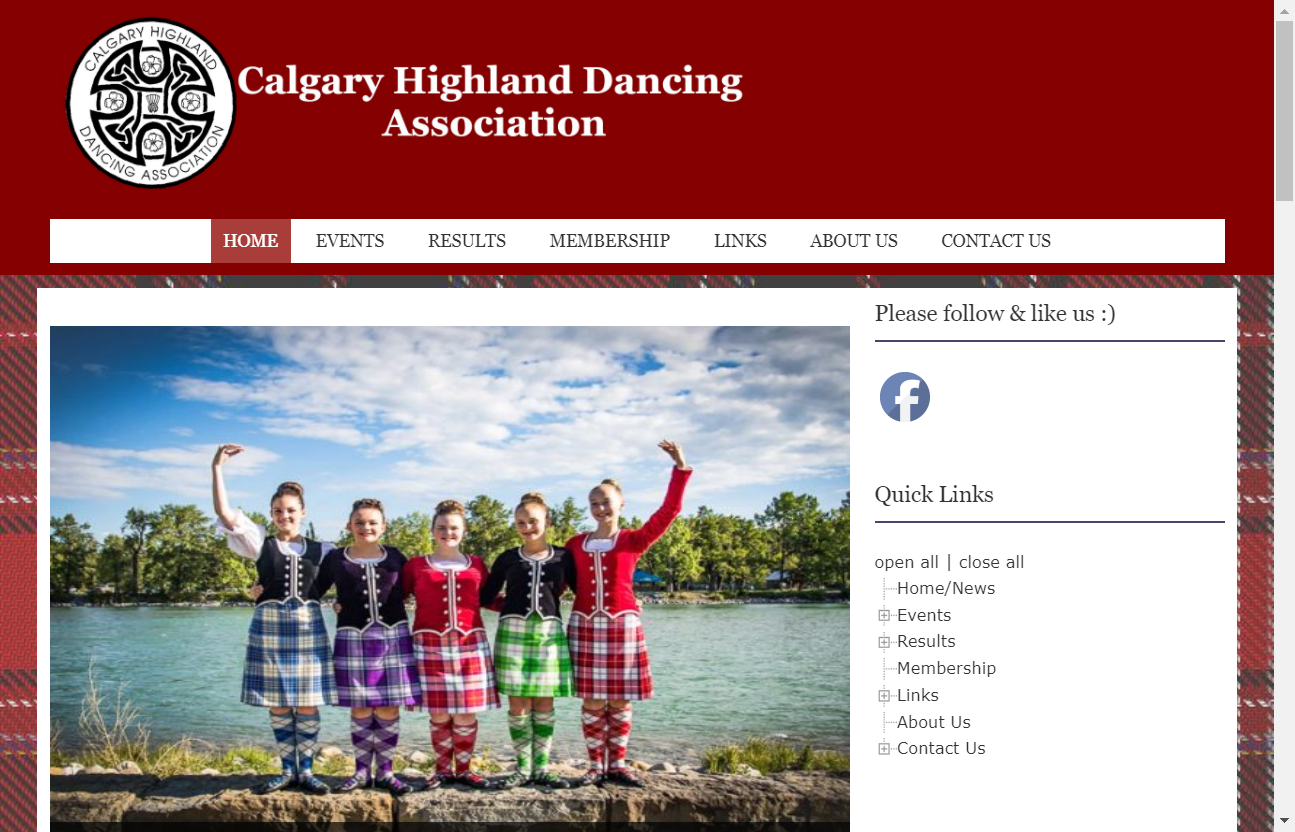 CALGARY HIGHLAND
DANCING ASSOCIATION
Calgary Highland Dancing
Association
HOME EVENTS RESULTS MEMBERSHIP LINKS ABOUT US CONTACT US
Please follow & like us :)
Quick Links
open all | close all
Home/News
Events
Results
Membership
Links
About Us
Contact Us